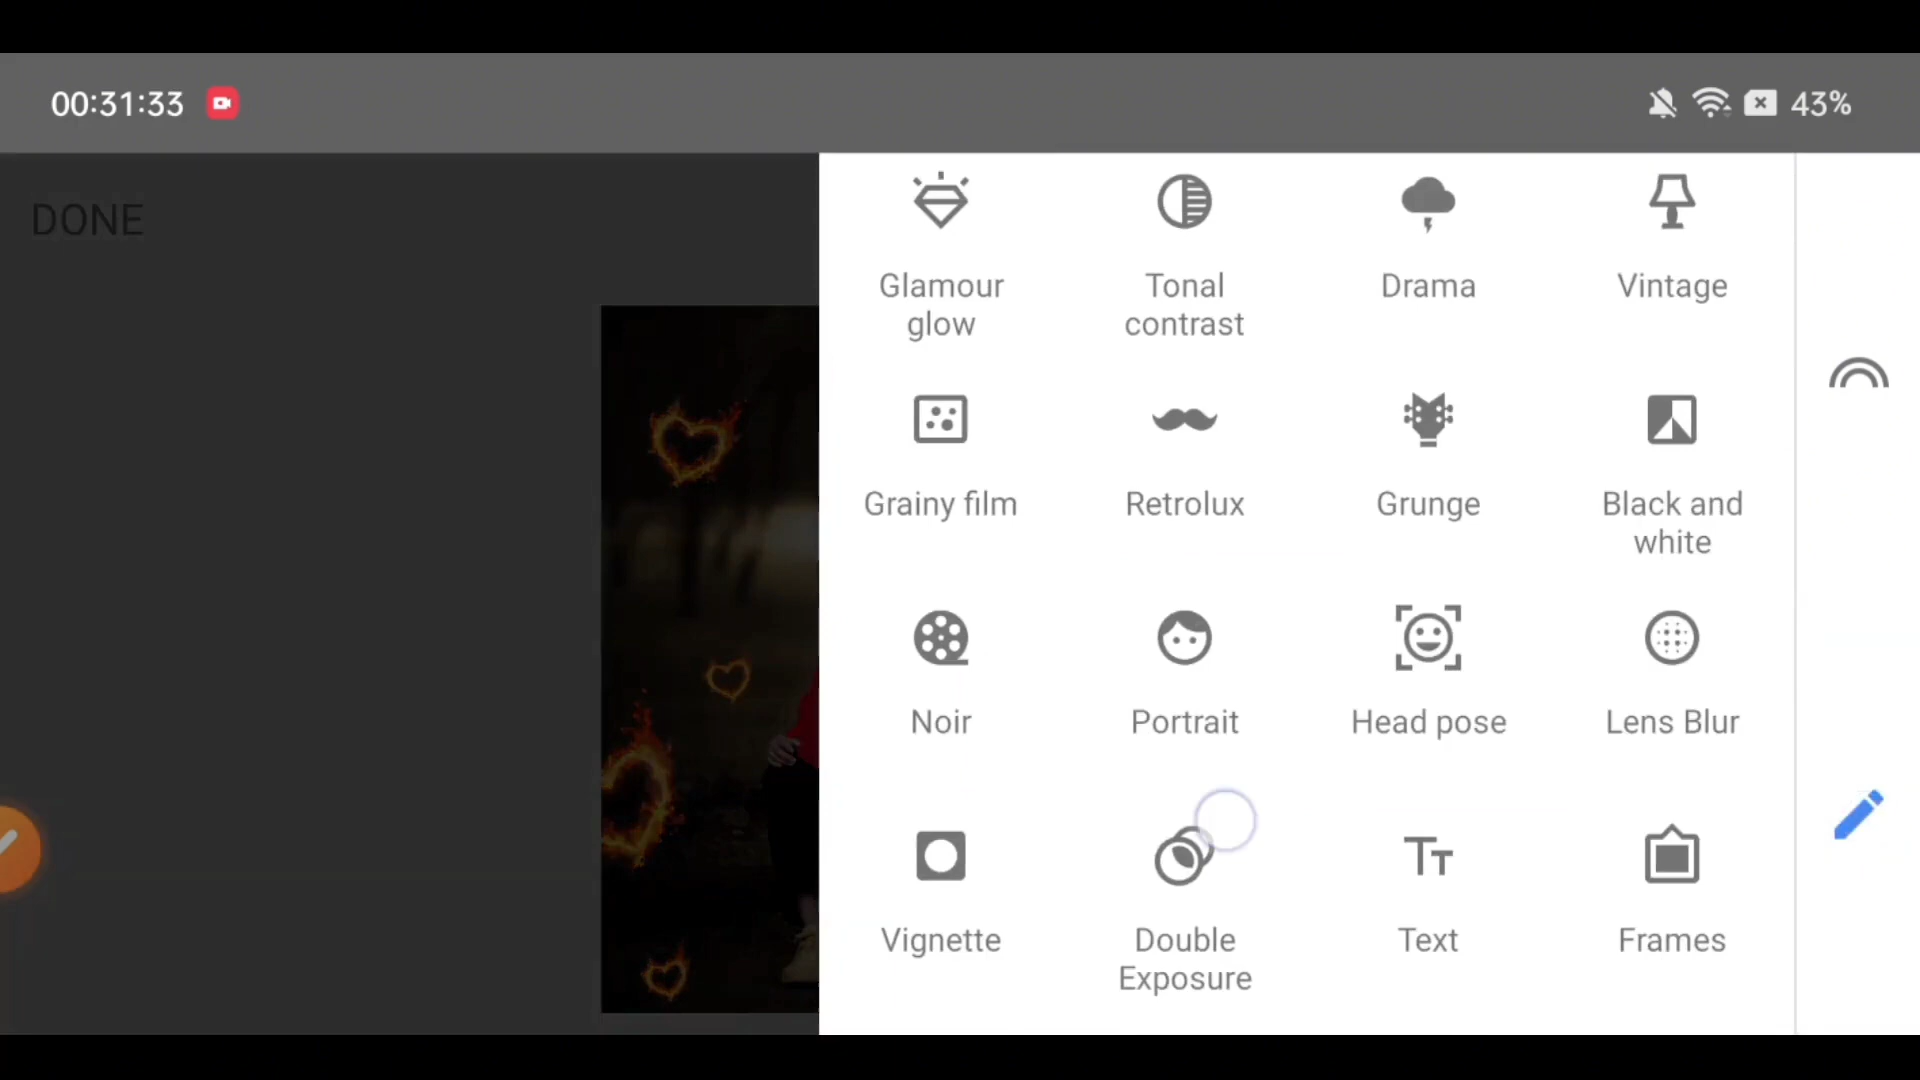 00:31:33
43%
DONE
Glamour
glow
Tonal
contrast
Drama
Vintage
Grainy film
Retrolux
Grunge
Black and
white
Noir
Portrait
Head pose
Lens Blur
Vignette
Double
Exposure
Text
Frames